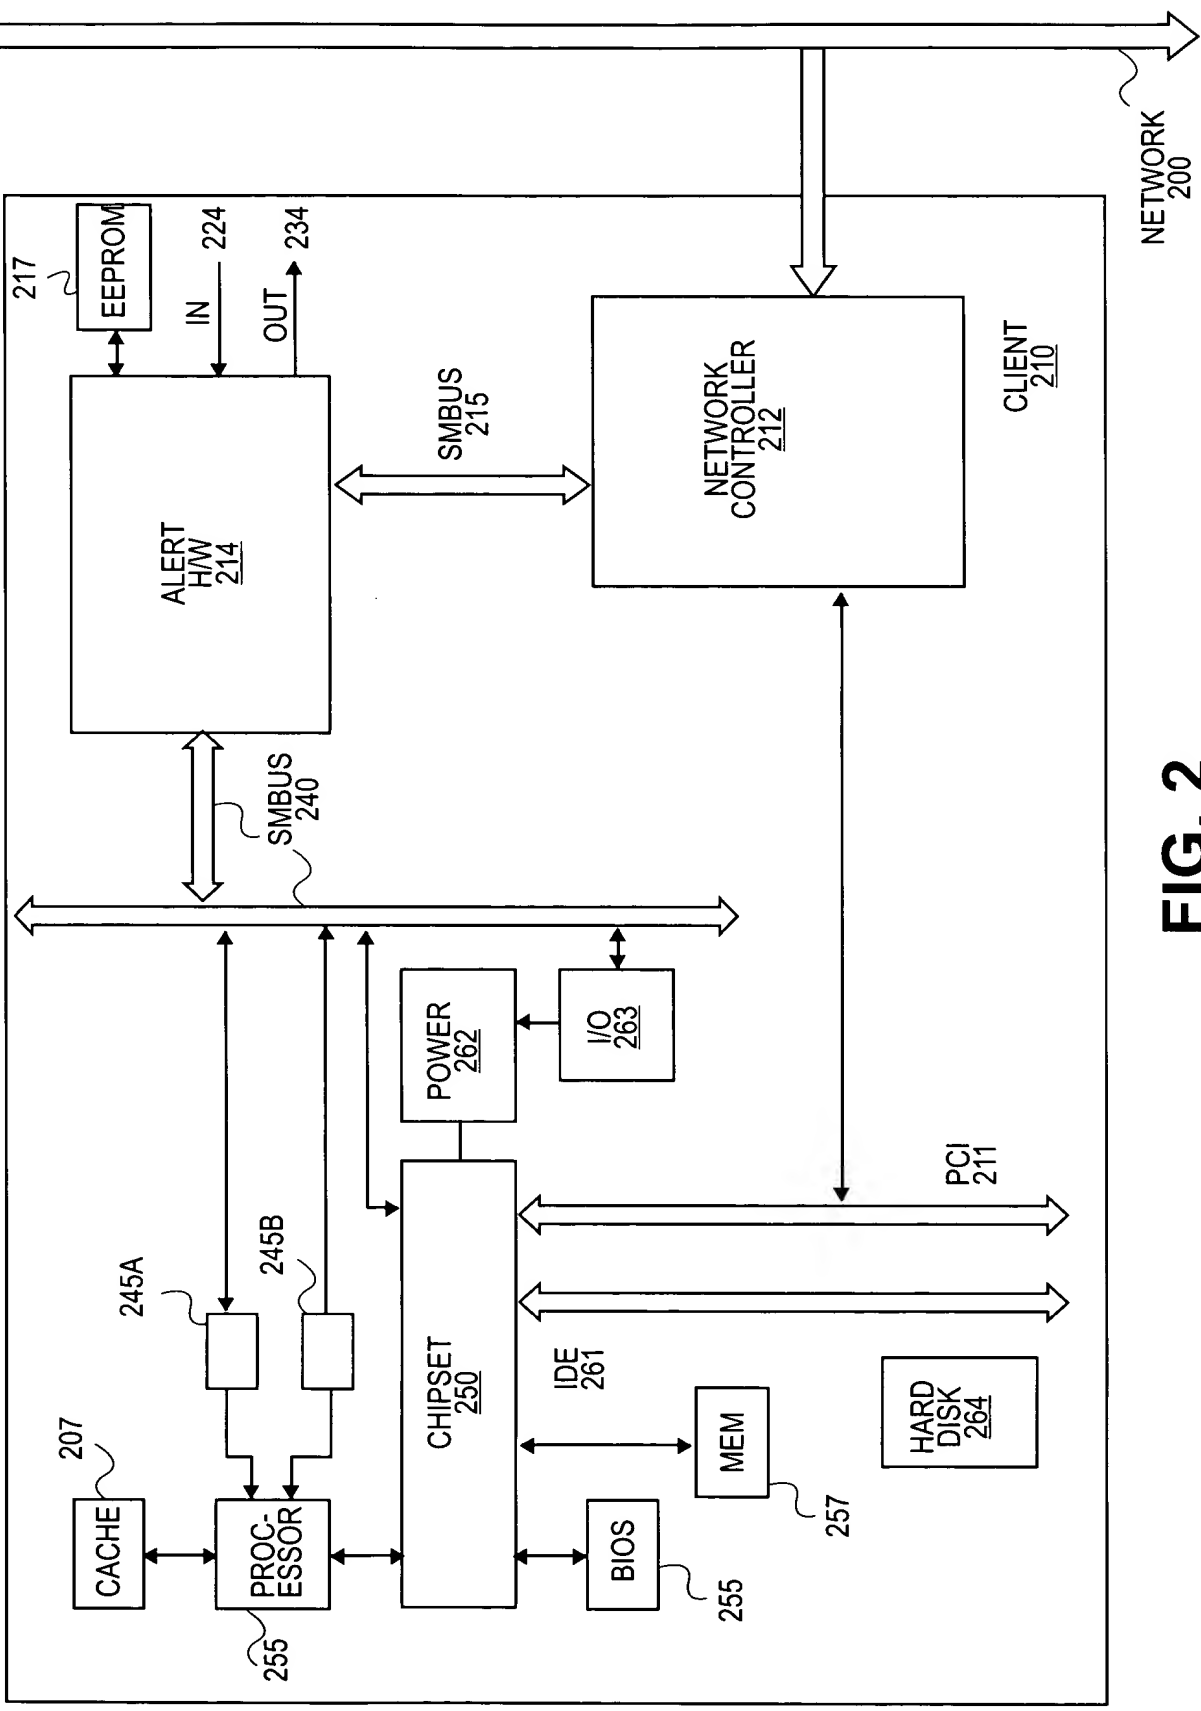 CACHE
207
PROC-
ESSOR
255
245A
245B
CHIPSET
250
BIOS
255
MEM
257
IDE
261
HARD
DISK
264
PCI
211
POWER
262
I/O
263
SMBUS
240
ALERT
H/W
214
EEPROM
217
IN
224
OUT
234
SMBUS
215
NETWORK
CONTROLLER
212
CLIENT
210
NETWORK
200
FIG. 2